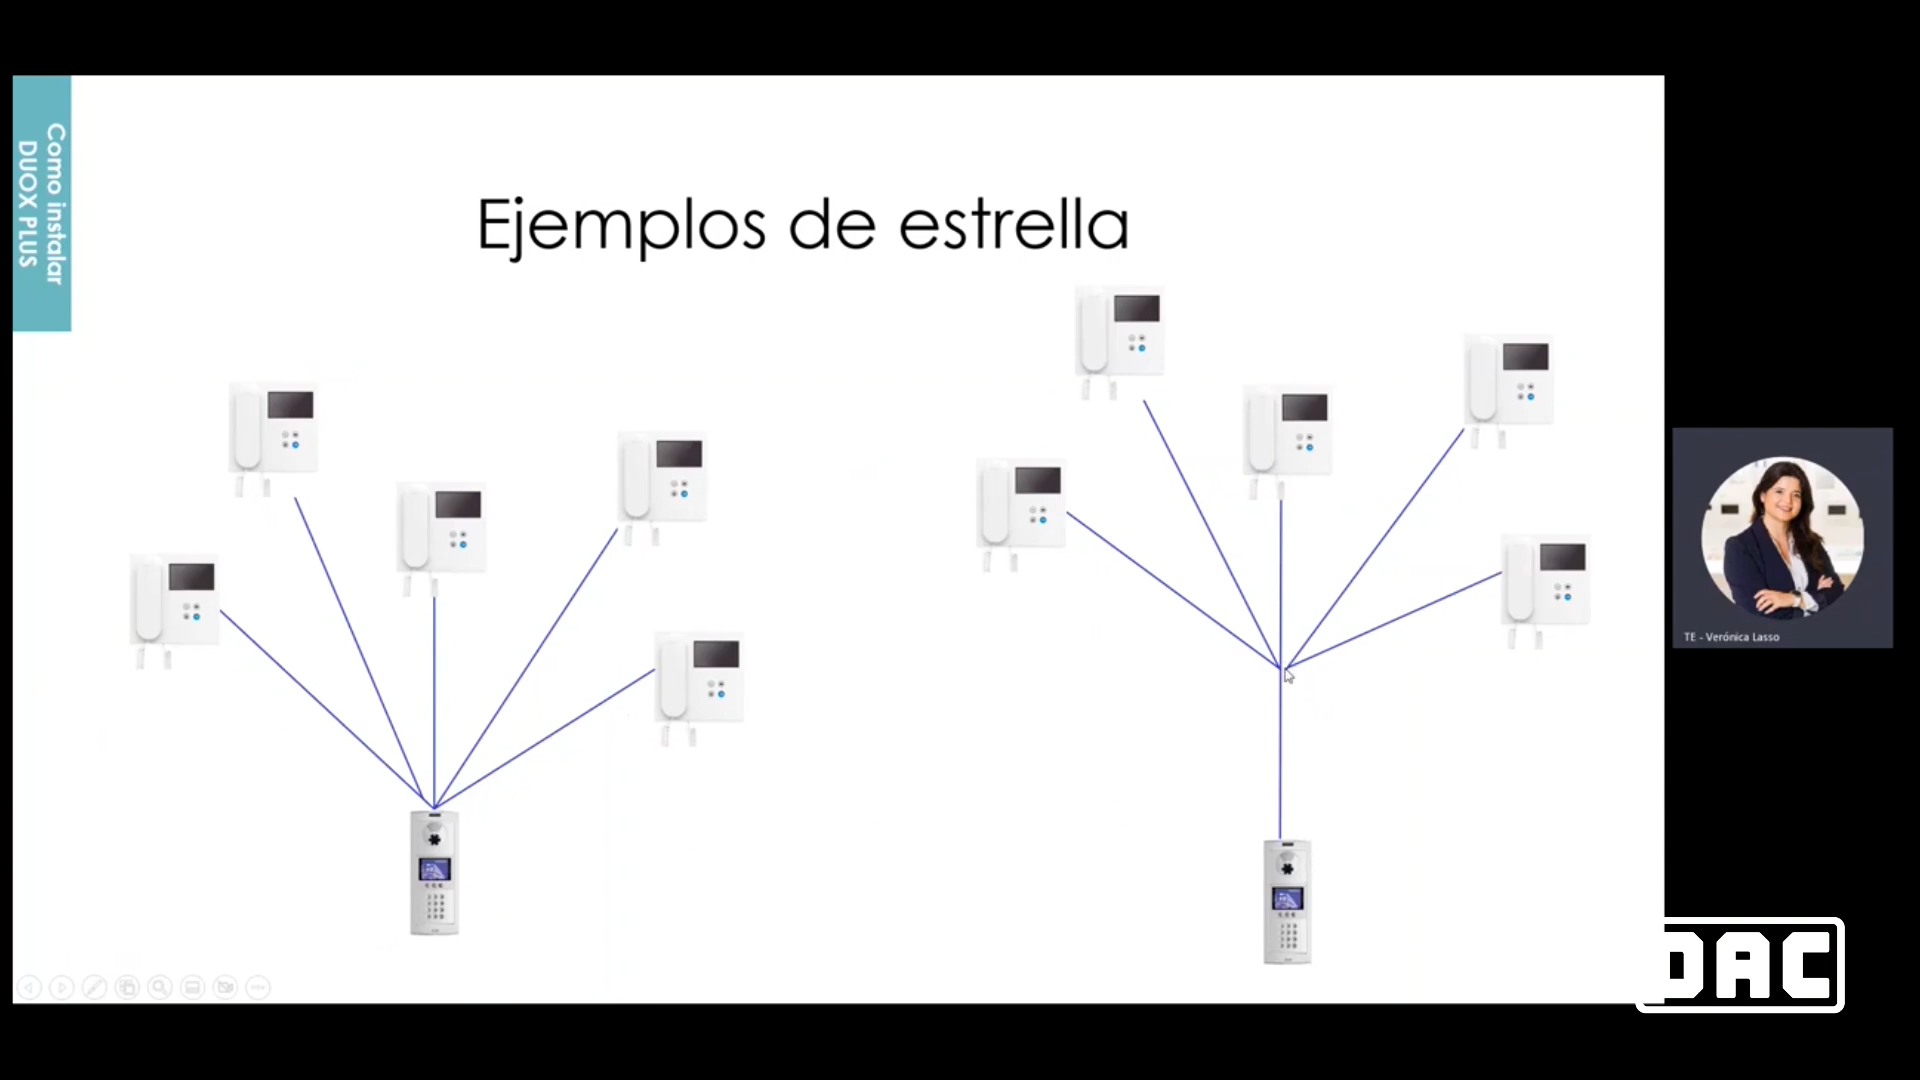 Como instalar
DUOX PLUS
Ejemplos de estrella
TE - Verónica Lasso
DAC